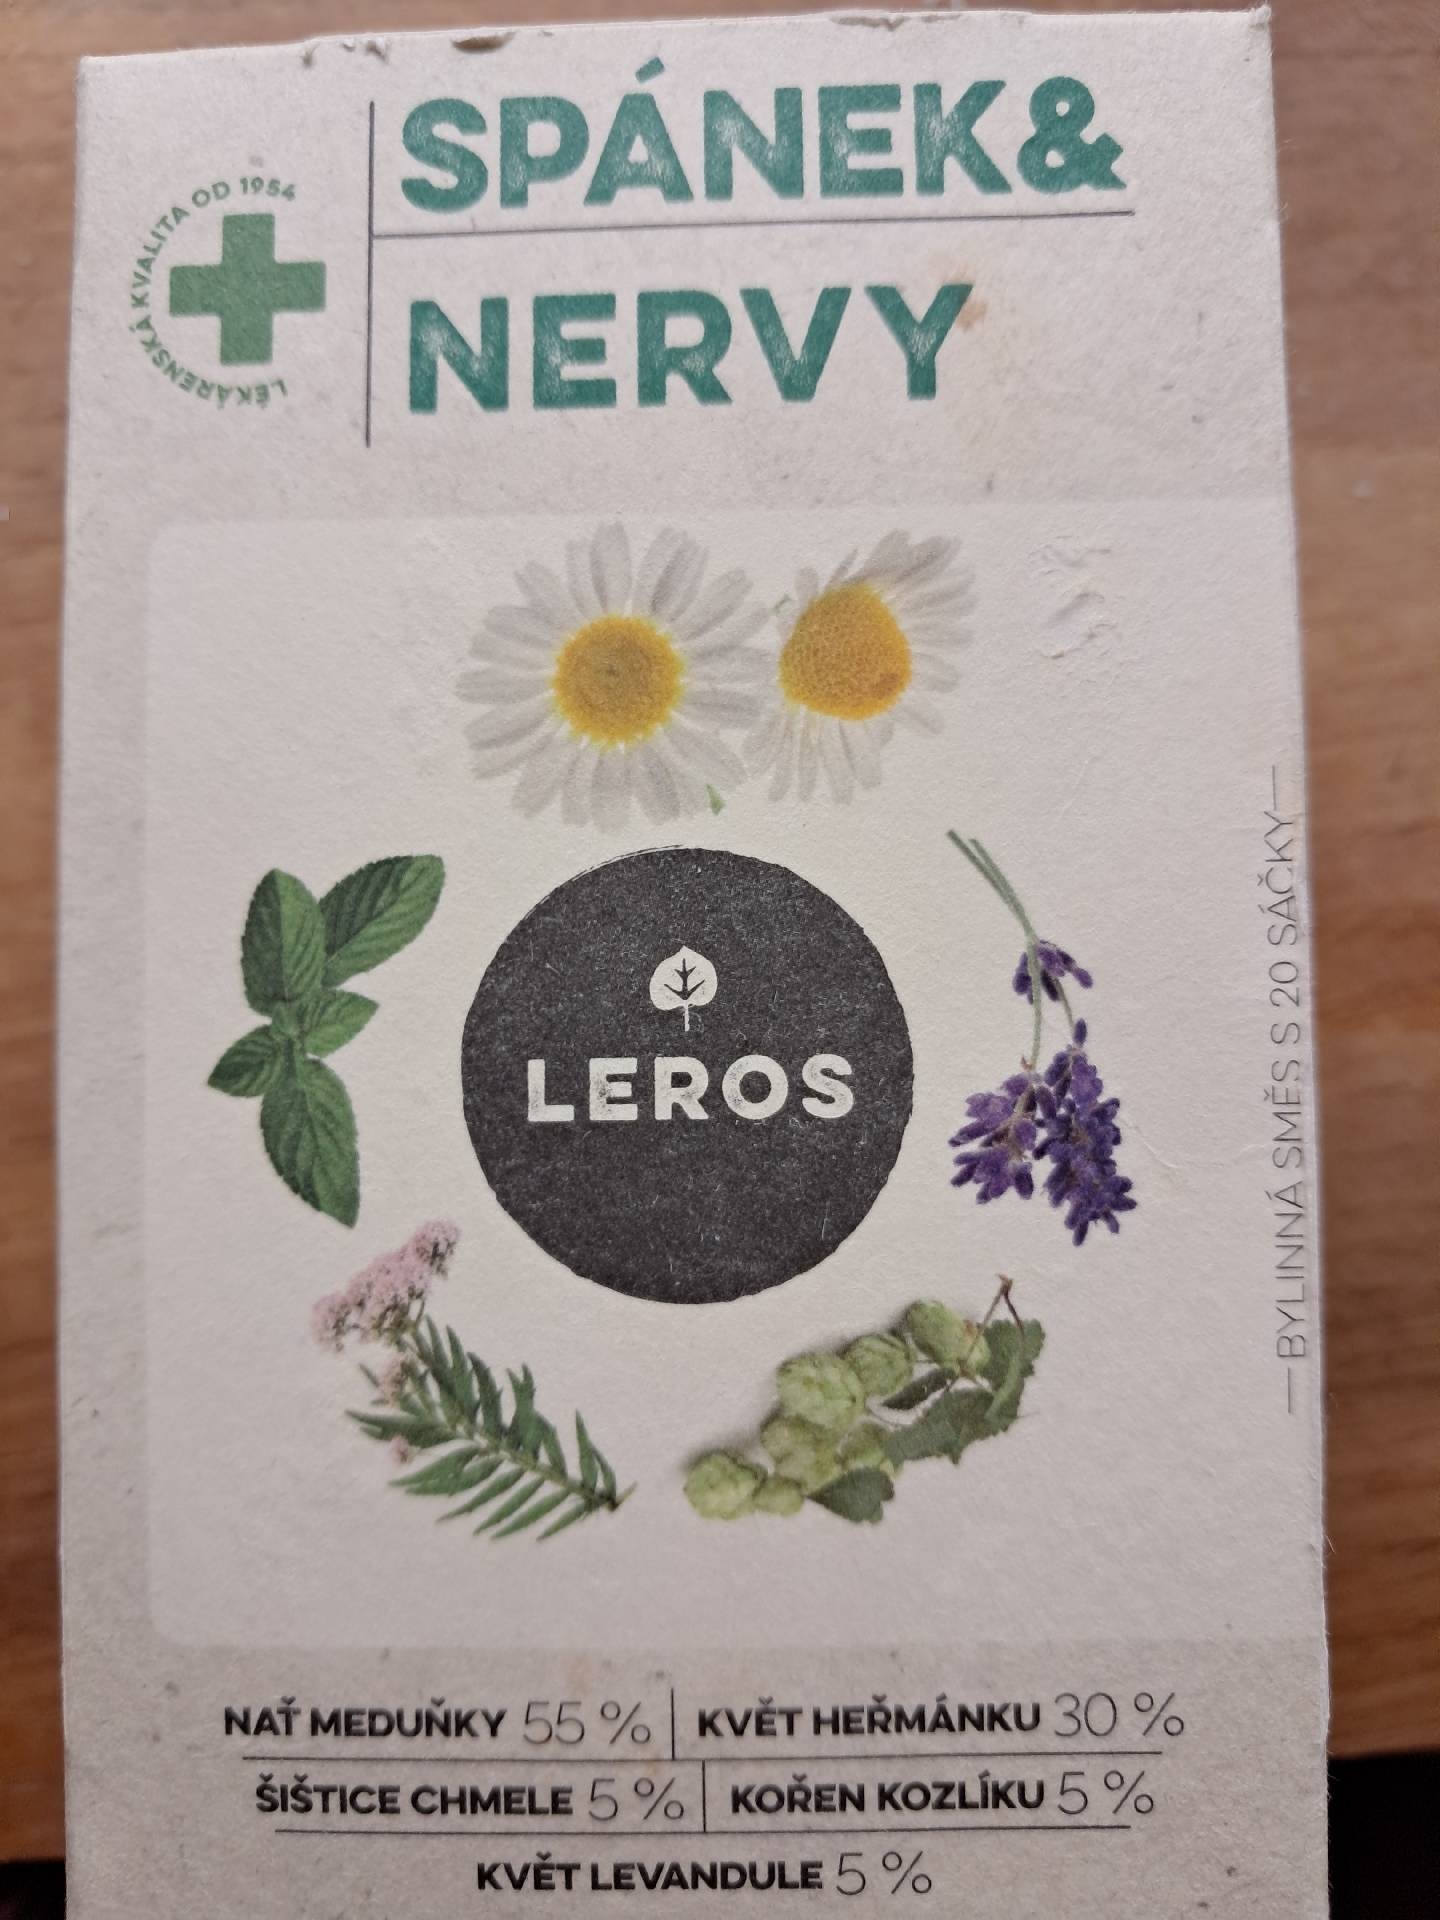 SPÁNEK&
NERVY
LÉKÁRENSKÁ KVALITA OD 1954
LEROS
—BYLINNÁ SMĚS S 20 SÁČKY—
NAŤ MEDUŇKY 55 % | KVĚT HEŘMÁNKU 30 %
ŠIŠTICE CHMELE 5 % | KOŘEN KOZLÍKU 5 %
KVĚT LEVANDULE 5 %